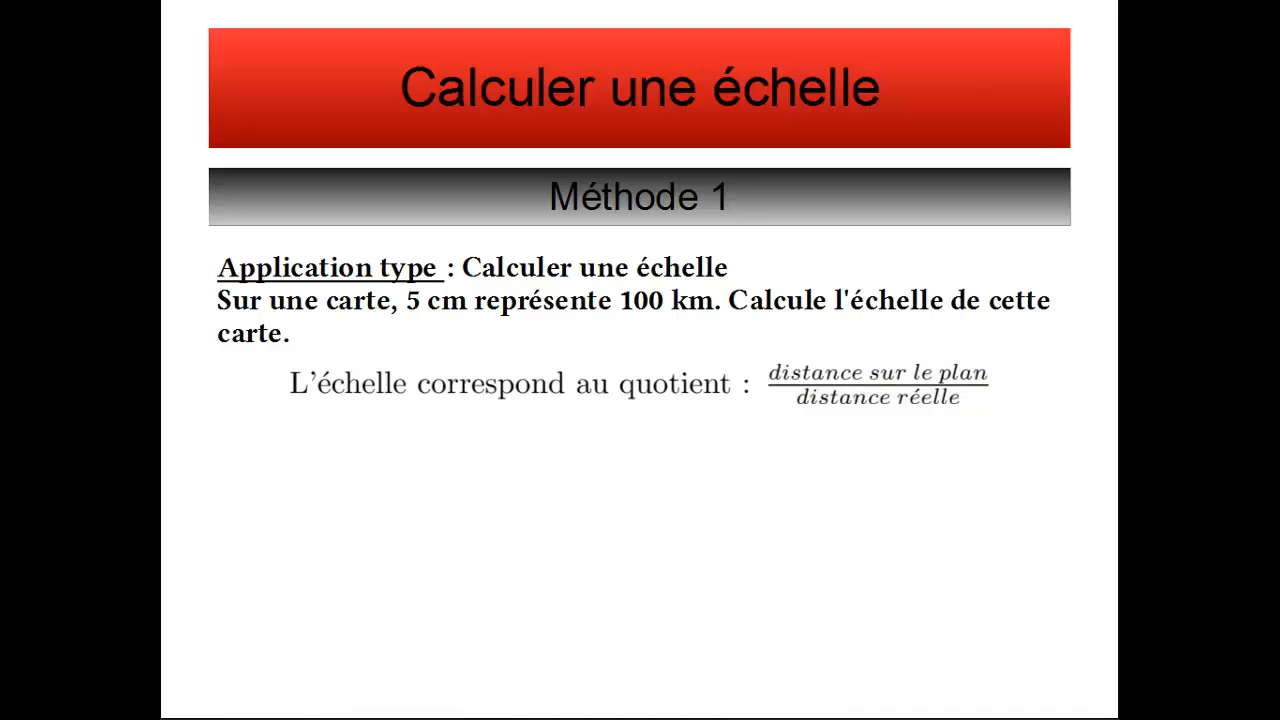 Calculer une échelle
Méthode 1
Application type : Calculer une échelle
Sur une carte, 5 cm représente 100 km. Calcule l'échelle de cette
carte.
L'échelle correspond au quotient : distance sur le plan
distance réelle